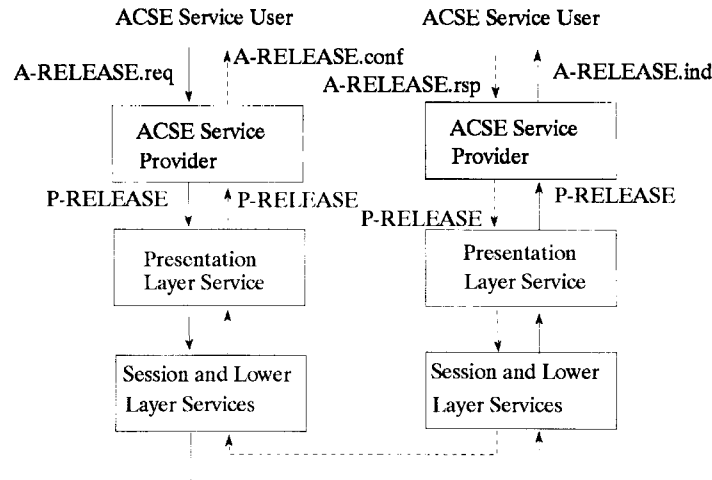 ACSE Service User
ACSE Service User
A-RELEASE.req
A-RELEASE.conf
A-RELEASE.rsp
A-RELEASE.ind
ACSE Service
Provider
ACSE Service
Provider
P-RELEASE
P-RELEASE
P-RELEASE
P-RELEASE
Presentation
Layer Service
Presentation
Layer Service
Session and Lower
Layer Services
Session and Lower
Layer Services